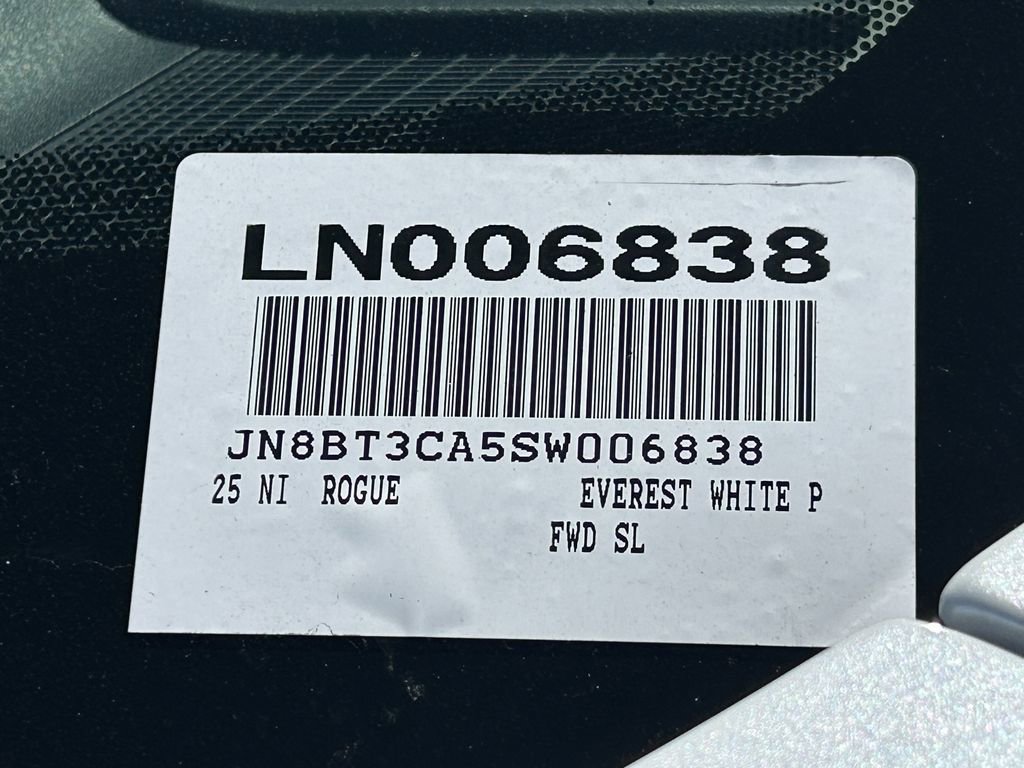 LN006838
JN8BT3CA5SW006838
25 NI ROGUE EVEREST WHITE P
FWD SL